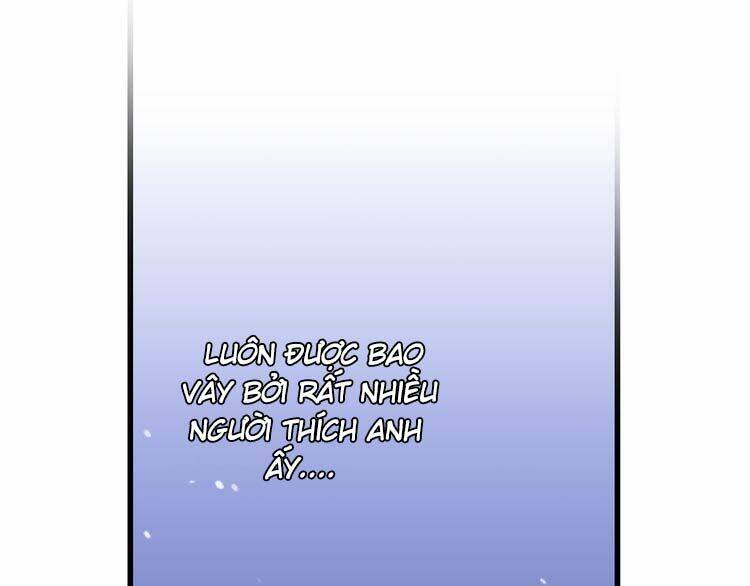 LUÔN ĐƯỢC BAO
VÂY BỞI RẤT NHIỀU
NGƯỜI THÍCH ANH
ẤY....